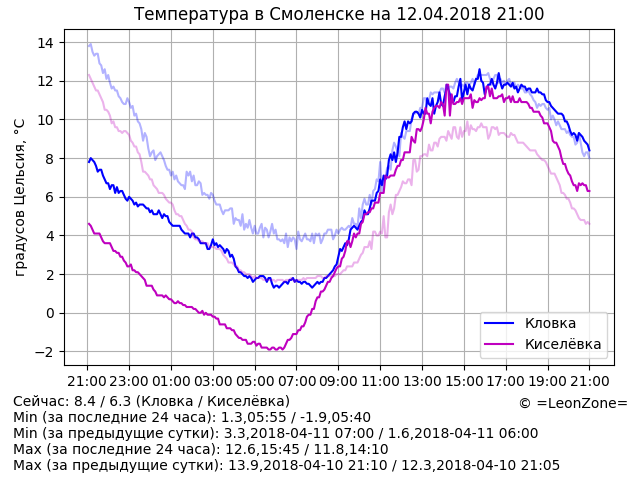 Температура в Смоленске на 12.04.2018 21:00
градусов Цельсия, °C
14
12
10
8
6
4
2
0
−2
21:00 23:00 01:00 03:00 05:00 07:00 09:00 11:00 13:00 15:00 17:00 19:00 21:00
Кловка
Киселёвка
© =LeonZone=
Сейчас: 8.4 / 6.3 (Кловка / Киселёвка)
Min (за последние 24 часа): 1.3,05:55 / -1.9,05:40
Min (за предыдущие сутки): 3.3,2018-04-11 07:00 / 1.6,2018-04-11 06:00
Max (за последние 24 часа): 12.6,15:45 / 11.8,14:10
Max (за предыдущие сутки): 13.9,2018-04-10 21:10 / 12.3,2018-04-10 21:05